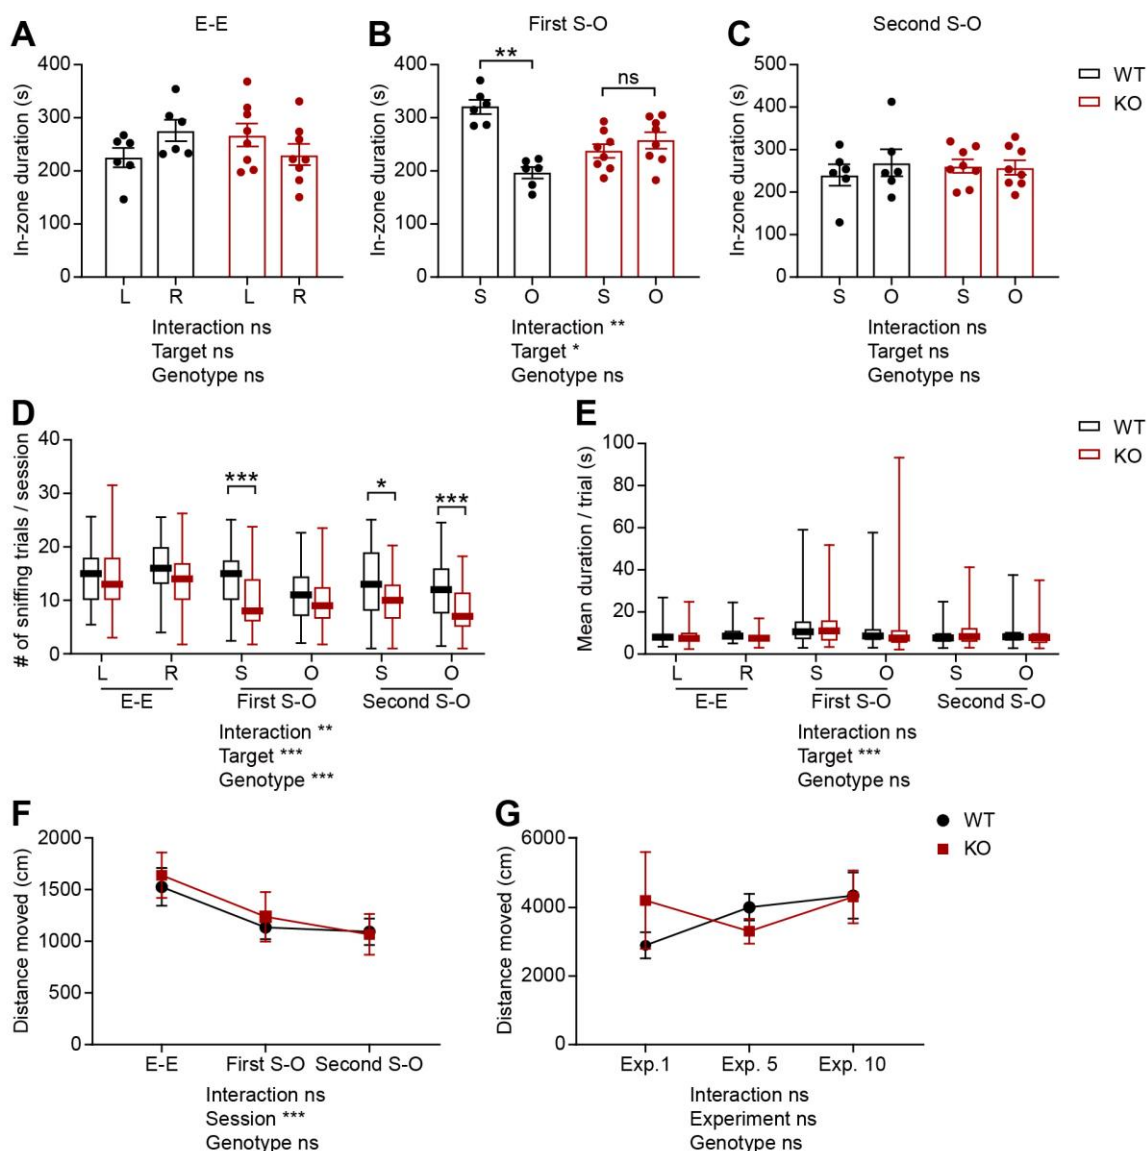 A
E-E
In-zone duration (s)
400
300
200
100
0
L
R
L
R
Interaction ns
Target ns
Genotype ns
B
First S-O
In-zone duration (s)
400
300
200
100
0
**
ns
S
O
S
O
Interaction **
Target *
Genotype ns
C
Second S-O
In-zone duration (s)
500
400
300
200
100
0
S
O
S
O
Interaction ns
Target ns
Genotype ns
WT
KO
D
# of sniffing trials / session
40
30
20
10
0
***
*
***
L
R
S
O
S
O
E-E
First S-O
Second S-O
Interaction **
Target ***
Genotype ***
E
Mean duration / trial (s)
100
80
60
40
20
0
L
R
S
O
S
O
E-E
First S-O
Second S-O
Interaction ns
Target ***
Genotype ns
WT
KO
F
Distance moved (cm)
2000
1500
1000
500
0
E-E
First S-O
Second S-O
Interaction ns
Session ***
Genotype ns
G
Distance moved (cm)
6000
4000
2000
0
Exp.1
Exp. 5
Exp. 10
Interaction ns
Experiment ns
Genotype ns
WT
KO